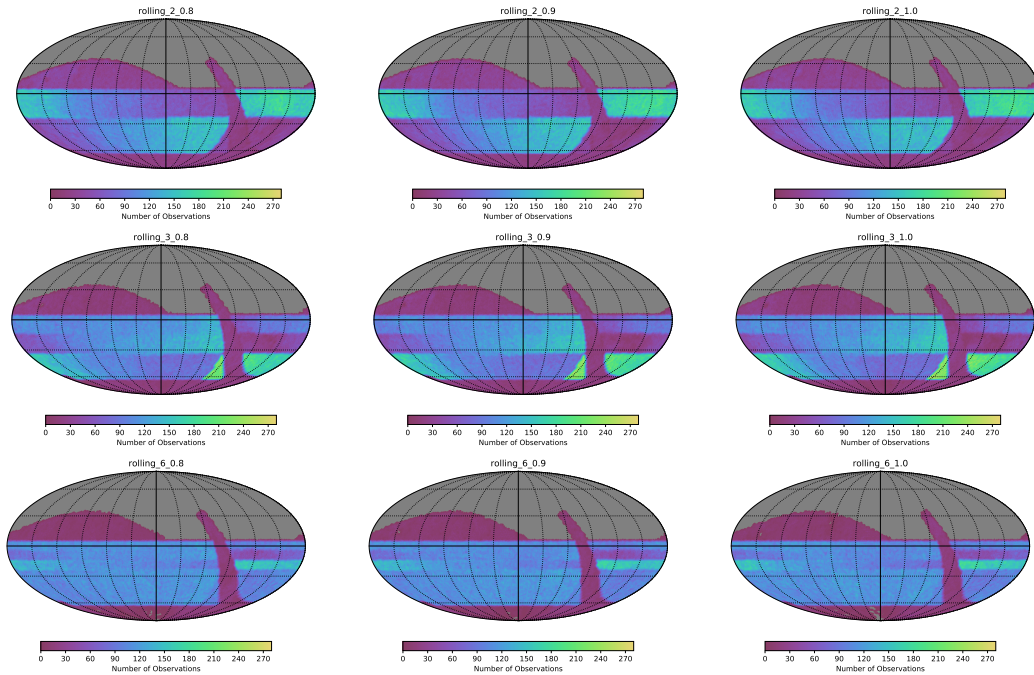 rolling_2_0.8
rolling_2_0.9
rolling_2_1.0
0 30 60 90 120 150 180 210 240 270
0 30 60 90 120 150 180 210 240 270
0 30 60 90 120 150 180 210 240 270
Number of Observations
Number of Observations
Number of Observations
rolling_3_0.8
rolling_3_0.9
rolling_3_1.0
0 30 60 90 120 150 180 210 240 270
0 30 60 90 120 150 180 210 240 270
0 30 60 90 120 150 180 210 240 270
Number of Observations
Number of Observations
Number of Observations
rolling_6_0.8
rolling_6_0.9
rolling_6_1.0
0 30 60 90 120 150 180 210 240 270
0 30 60 90 120 150 180 210 240 270
0 30 60 90 120 150 180 210 240 270
Number of Observations
Number of Observations
Number of Observations